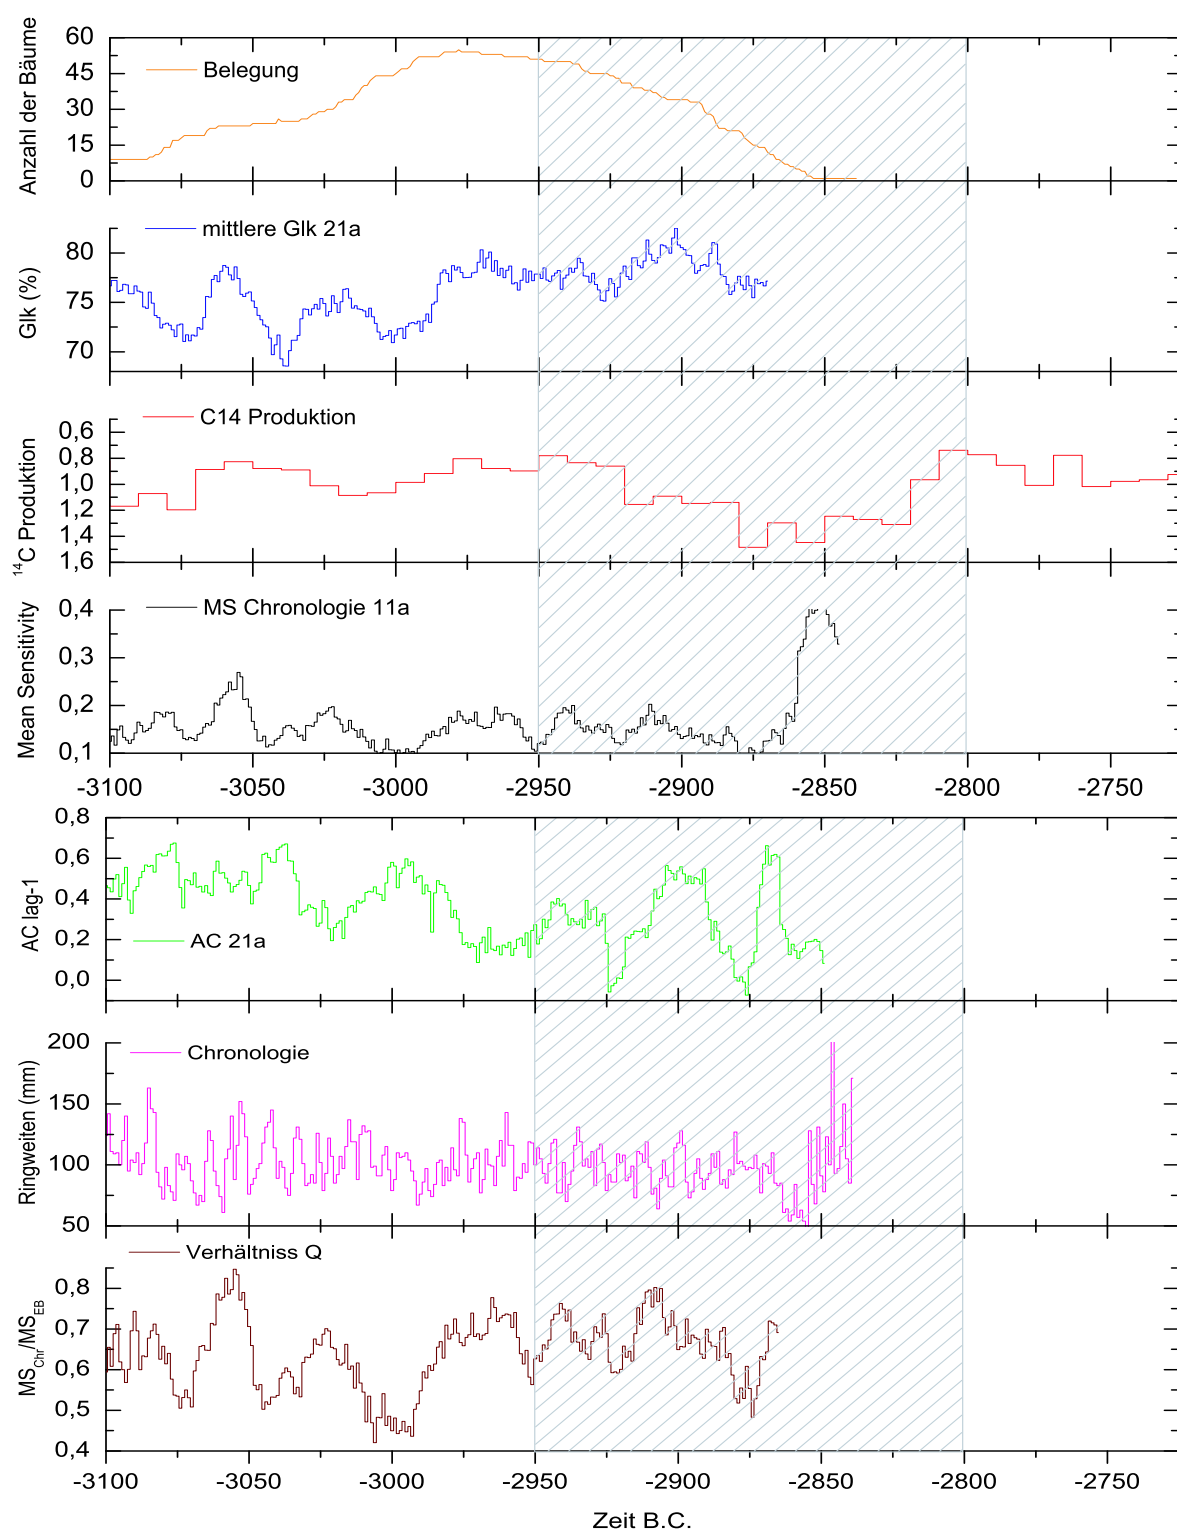 Anzahl der Bäume
60
45
30
15
0
Belegung
Glk (%)
80
75
70
mittlere Glk 21a
¹⁴C Produktion
0,6
0,8
1,0
1,2
1,4
1,6
C14 Produktion
Mean Sensitivity
0,4
0,3
0,2
0,1
MS Chronologie 11a
-3100 -3050 -3000 -2950 -2900 -2850 -2800 -2750
AC lag-1
0,8
0,6
0,4
0,2
0,0
AC 21a
Ringweiten (mm)
200
150
100
50
Chronologie
MS_Chr/MS_EB
0,8
0,7
0,6
0,5
0,4
Verhältniss Q
-3100 -3050 -3000 -2950 -2900 -2850 -2800 -2750
Zeit B.C.